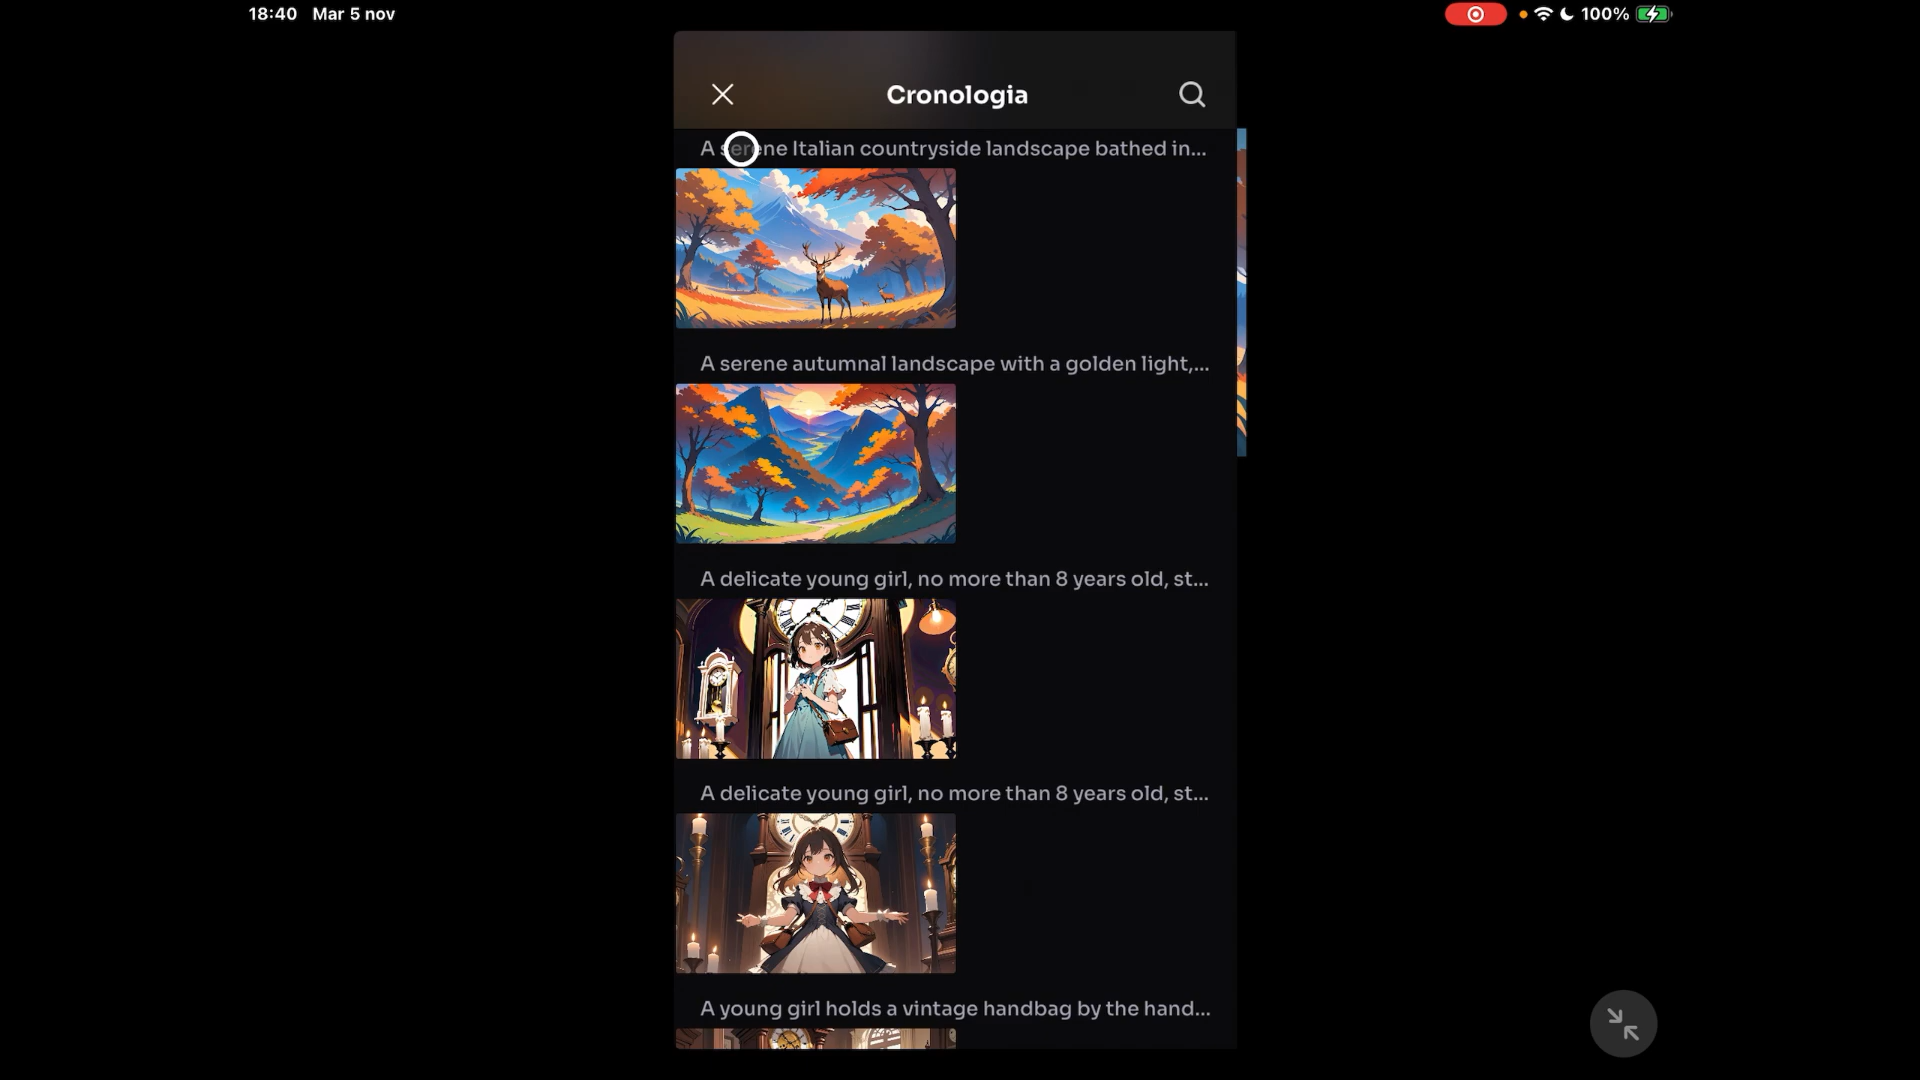 18:40 Mar 5 nov
100%
Cronologia
A serene Italian countryside landscape bathed in...
A serene autumnal landscape with a golden light,...
A delicate young girl, no more than 8 years old, st...
A delicate young girl, no more than 8 years old, st...
A young girl holds a vintage handbag by the hand...